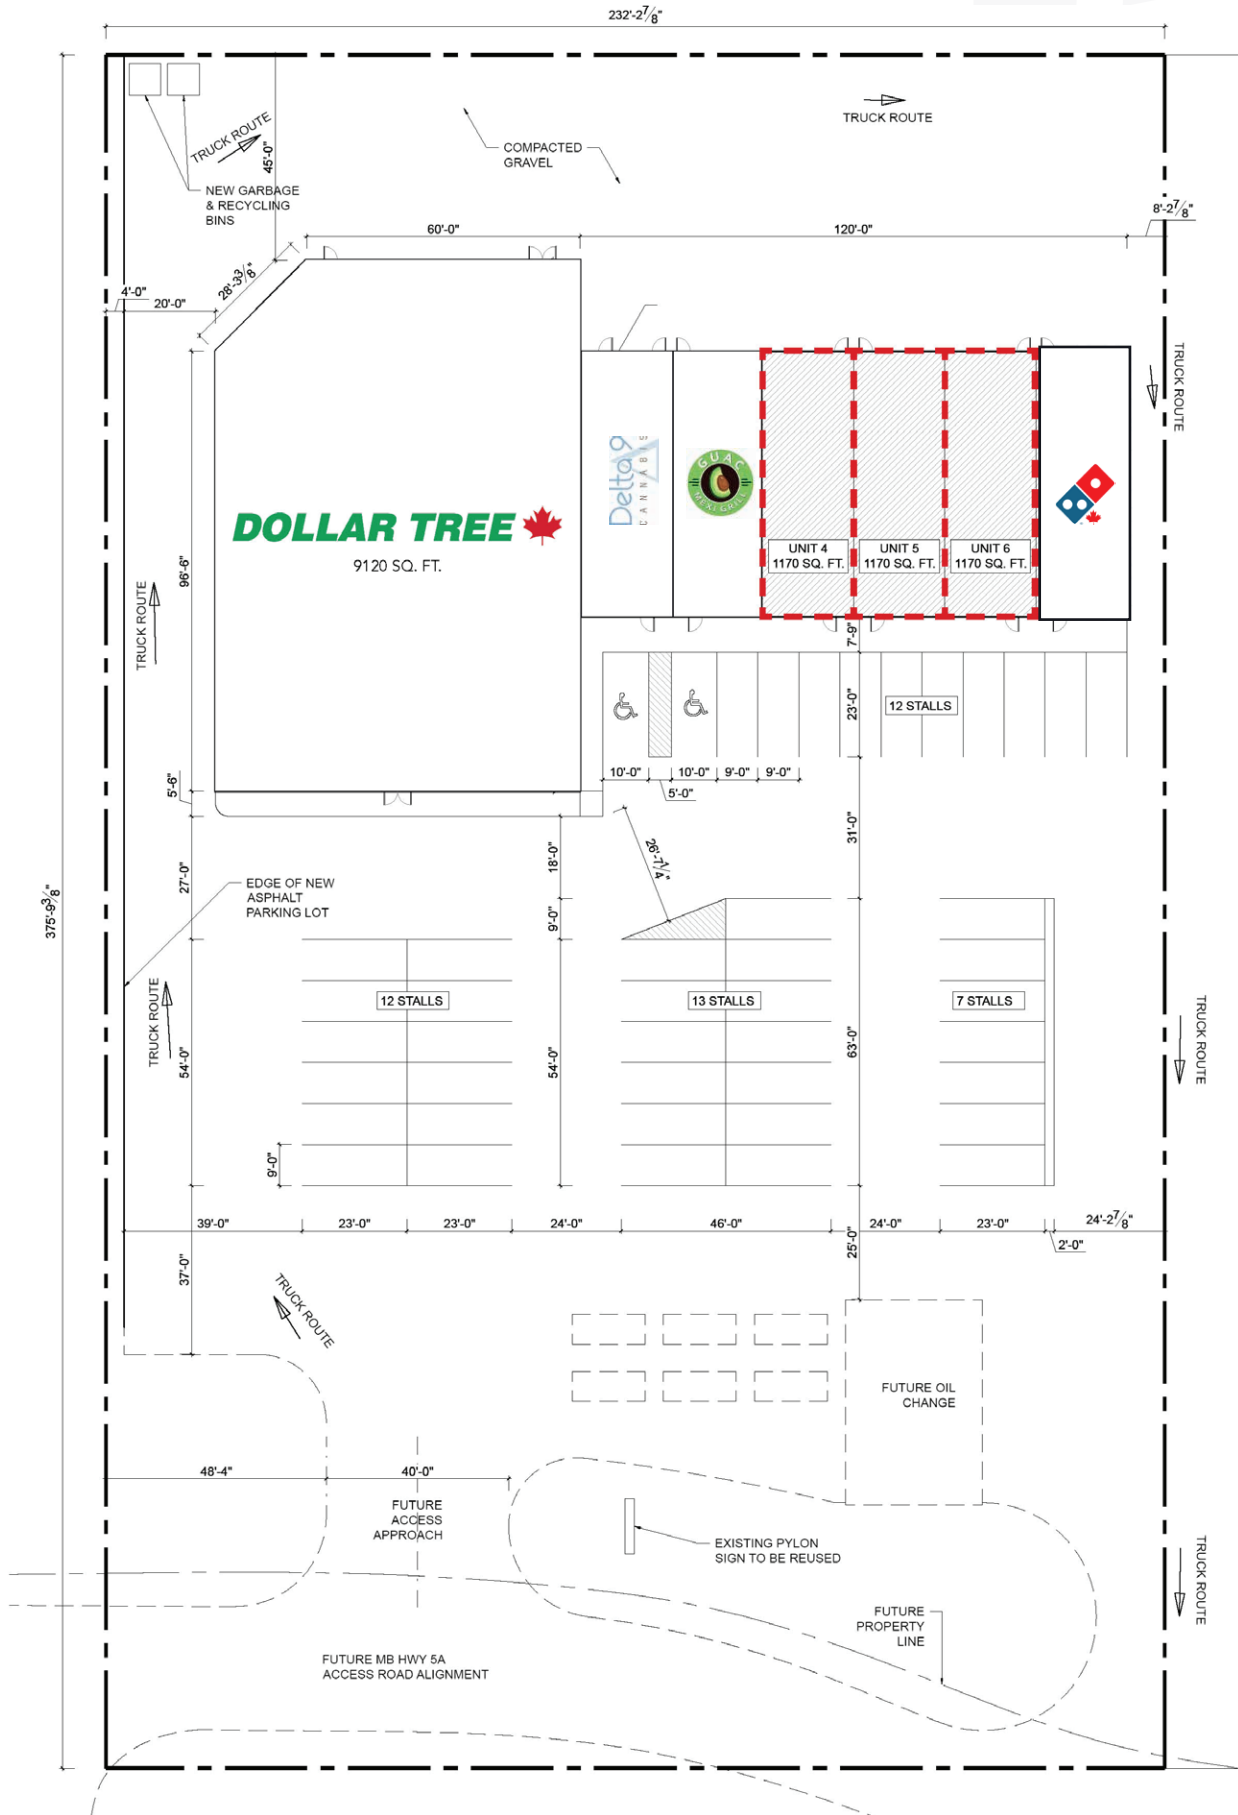 232'-2 7/8"
TRUCK ROUTE
45'-0"
COMPACTED
GRAVEL
TRUCK ROUTE
NEW GARBAGE
& RECYCLING
BINS
8'-2 7/8"
60'-0"
120'-0"
28'-3 3/8"
4'-0"
20'-0"
TRUCK ROUTE
Delta 9
CANNABIS
GUAC
MEXI GRILL
DOLLAR TREE
9120 SQ. FT.
UNIT 4
1170 SQ. FT.
UNIT 5
1170 SQ. FT.
UNIT 6
1170 SQ. FT.
96'-6"
TRUCK ROUTE
7'-9"
23'-0"
12 STALLS
10'-0"
10'-0"
9'-0"
9'-0"
5'-0"
5'-6"
31'-0"
18'-0"
26'-7 1/4"
27'-0"
EDGE OF NEW
ASPHALT
PARKING LOT
375'-9 3/8"
9'-0"
12 STALLS
13 STALLS
7 STALLS
TRUCK ROUTE
TRUCK ROUTE
54'-0"
54'-0"
63'-0"
9'-0"
39'-0"
23'-0"
23'-0"
24'-0"
46'-0"
24'-0"
23'-0"
24'-2 7/8"
2'-0"
25'-0"
37'-0"
TRUCK ROUTE
FUTURE OIL
CHANGE
48'-4"
40'-0"
FUTURE
ACCESS
APPROACH
EXISTING PYLON
SIGN TO BE REUSED
TRUCK ROUTE
FUTURE
PROPERTY
LINE
FUTURE MB HWY 5A
ACCESS ROAD ALIGNMENT